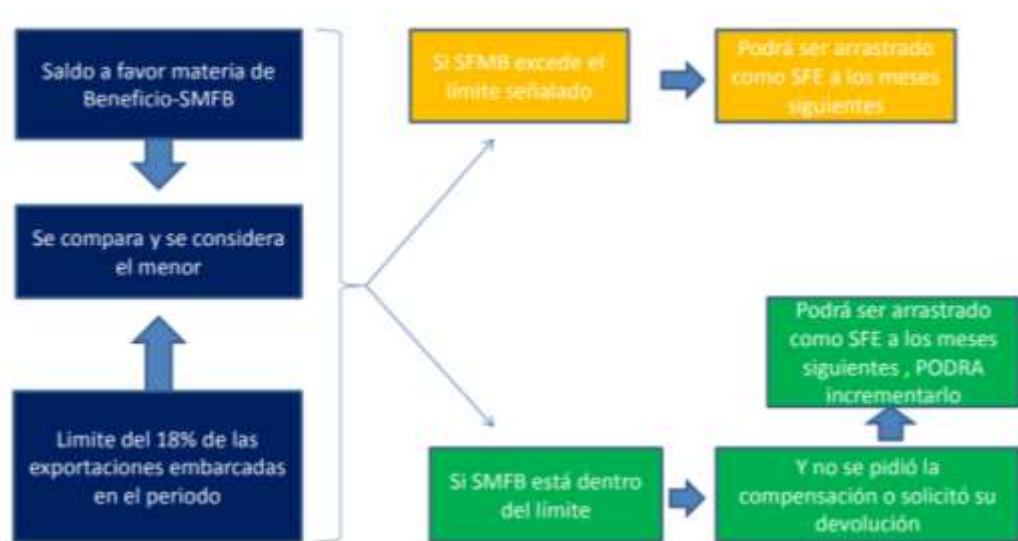 Saldo a favor materia de
Beneficio-SMFB
Se compara y se considera
el menor
Limite del 18% de las
exportaciones embarcadas
en el periodo
Si SFMB excede el
límite señalado
Podrá ser arrastrado
como SFE a los meses
siguientes
Si SMFB está dentro
del límite
Y no se pidió la
compensación o solicitó su
devolución
Podrá ser arrastrado
como SFE a los meses
siguientes , PODRA
incrementarlo